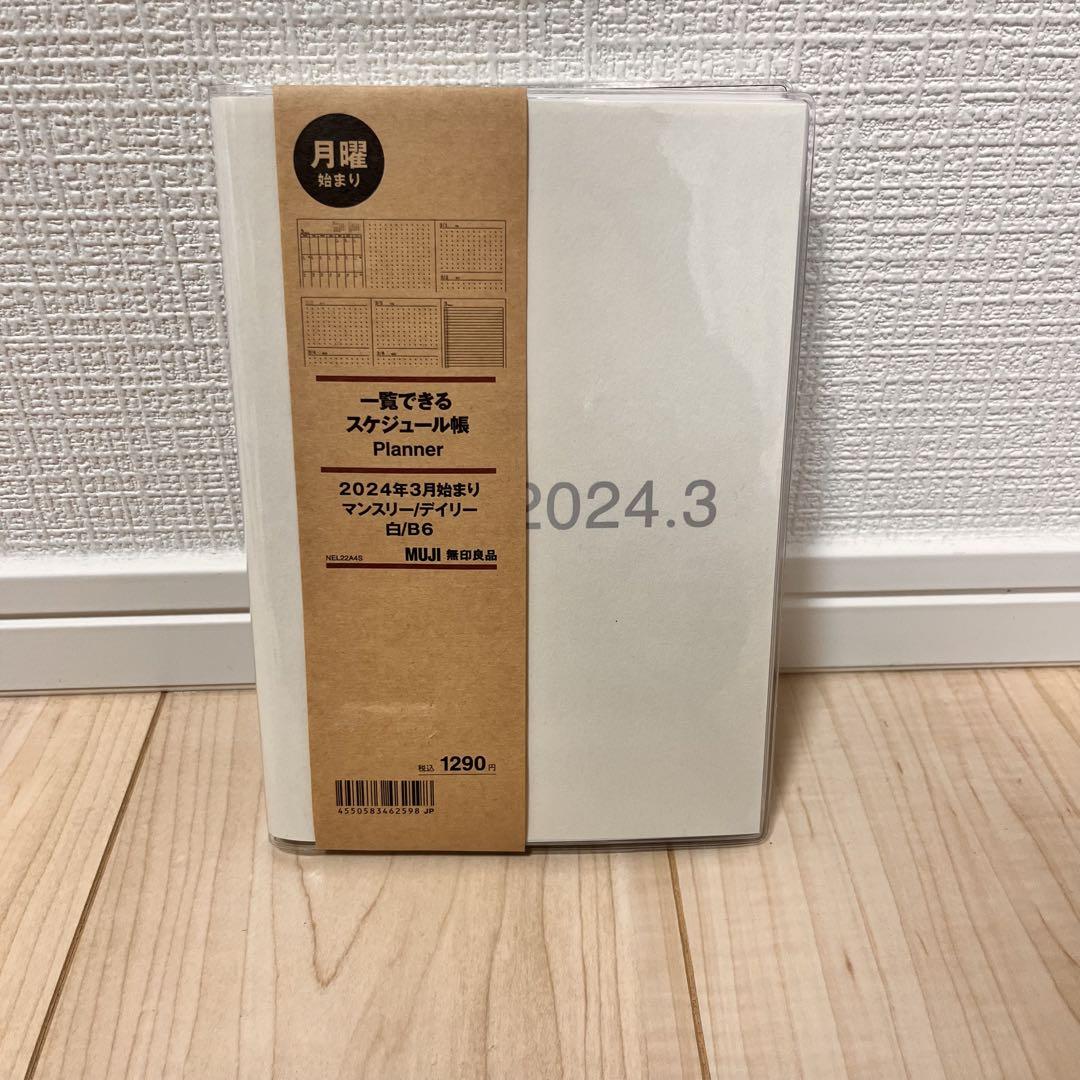 月曜
始まり
一覧できる
スケジュール帳
Planner
2024年3月始まり
マンスリー/デイリー
白/B6
NEL22A4S
MUJI 無印良品
2024.3
税込 1290円
4550583462598 JP